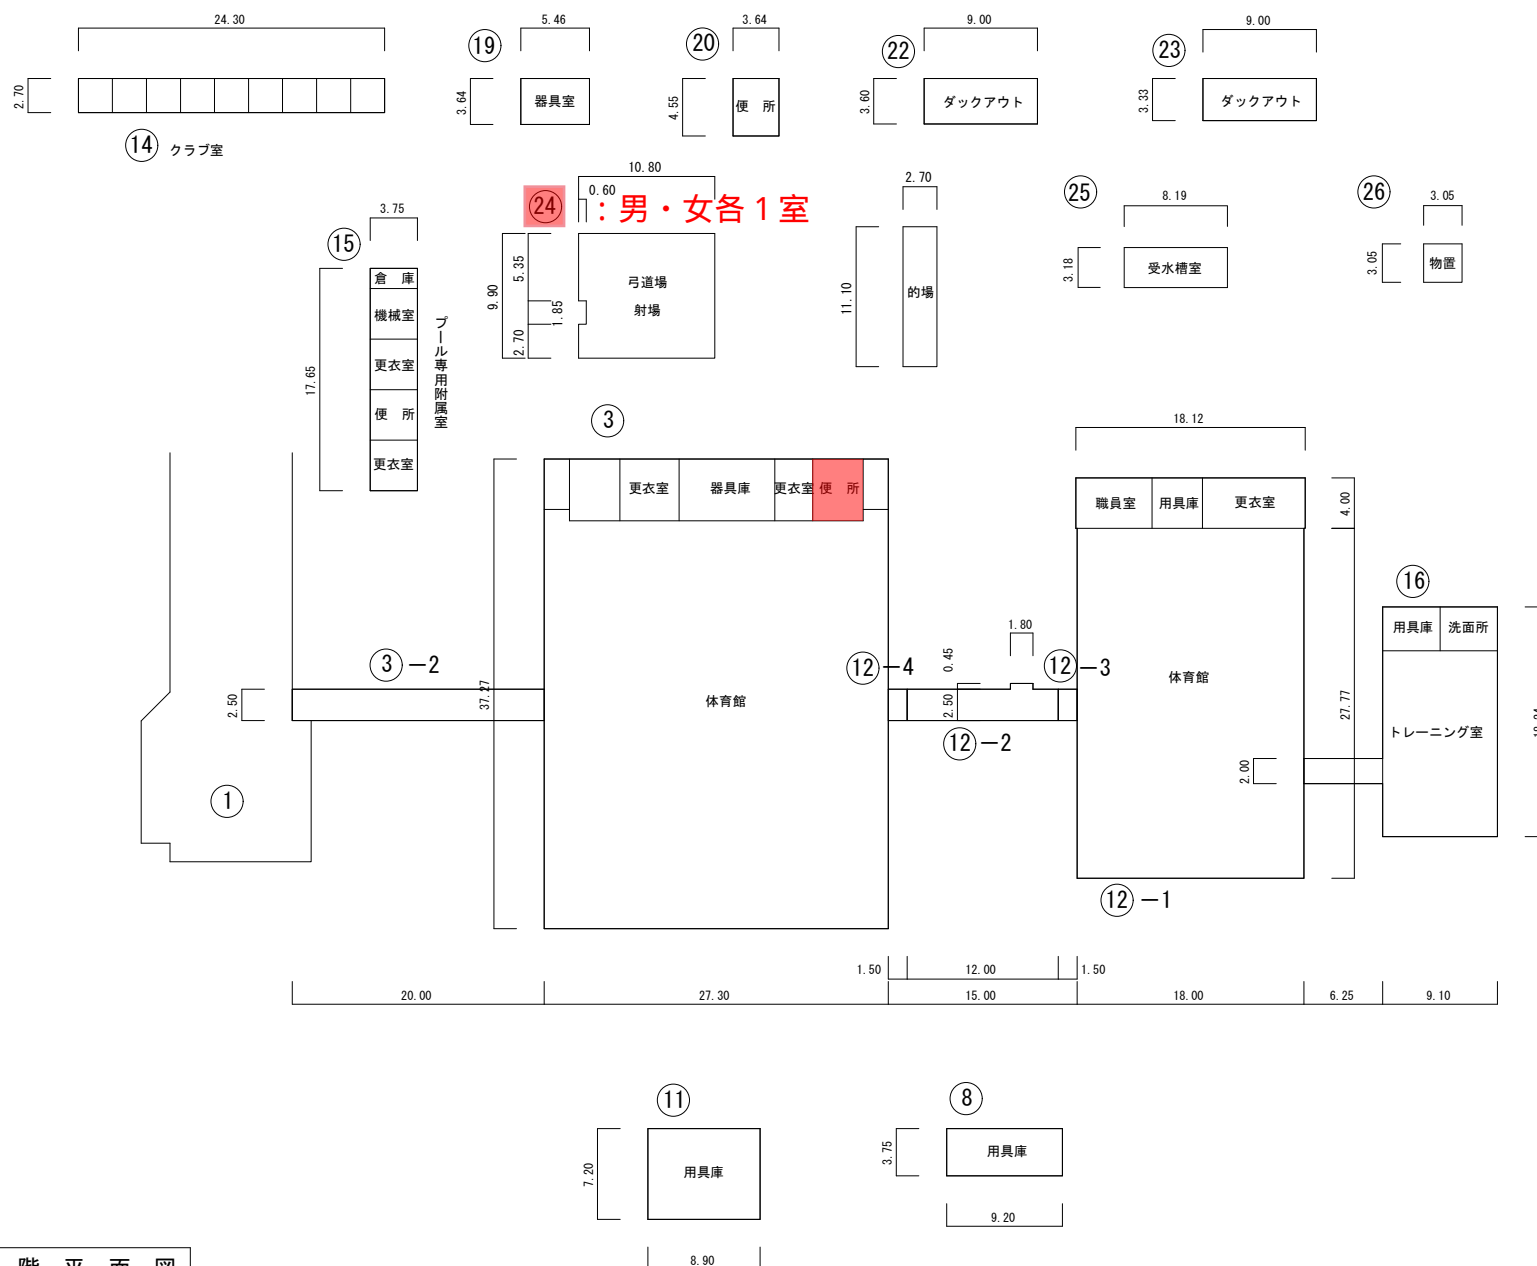 24.30
5.46
3.64
9.00
9.00
⑲
⑳
㉒
㉓
2.70
3.64
器具室
4.55
便 所
3.60
ダックアウト
3.33
ダックアウト
⑭ クラブ室
10.80
2.70
㉔ ：男・女各１室
0.60
㉕
8.19
㉖
3.05
3.75
⑮
9.90
5.35
1.85
2.70
弓道場
射場
11.10
的場
3.18
受水槽室
3.05
物置
17.65
倉 庫
機械室
更衣室
便 所
更衣室
プール専用附属室
③
18.12
更衣室
器具庫
更衣室
便 所
職員室
用具庫
更衣室
4.00
⑯
用具庫
洗面所
1.80
③－2
⑫－4
0.45
⑫－3
2.50
37.27
体育館
2.50
体育館
27.77
トレーニング室
⑫－2
2.00
①
⑫－1
1.50
12.00
1.50
20.00
27.30
15.00
18.00
6.25
9.10
⑪
⑧
7.20
用具庫
3.75
用具庫
9.20
8.90
階 平 面 図